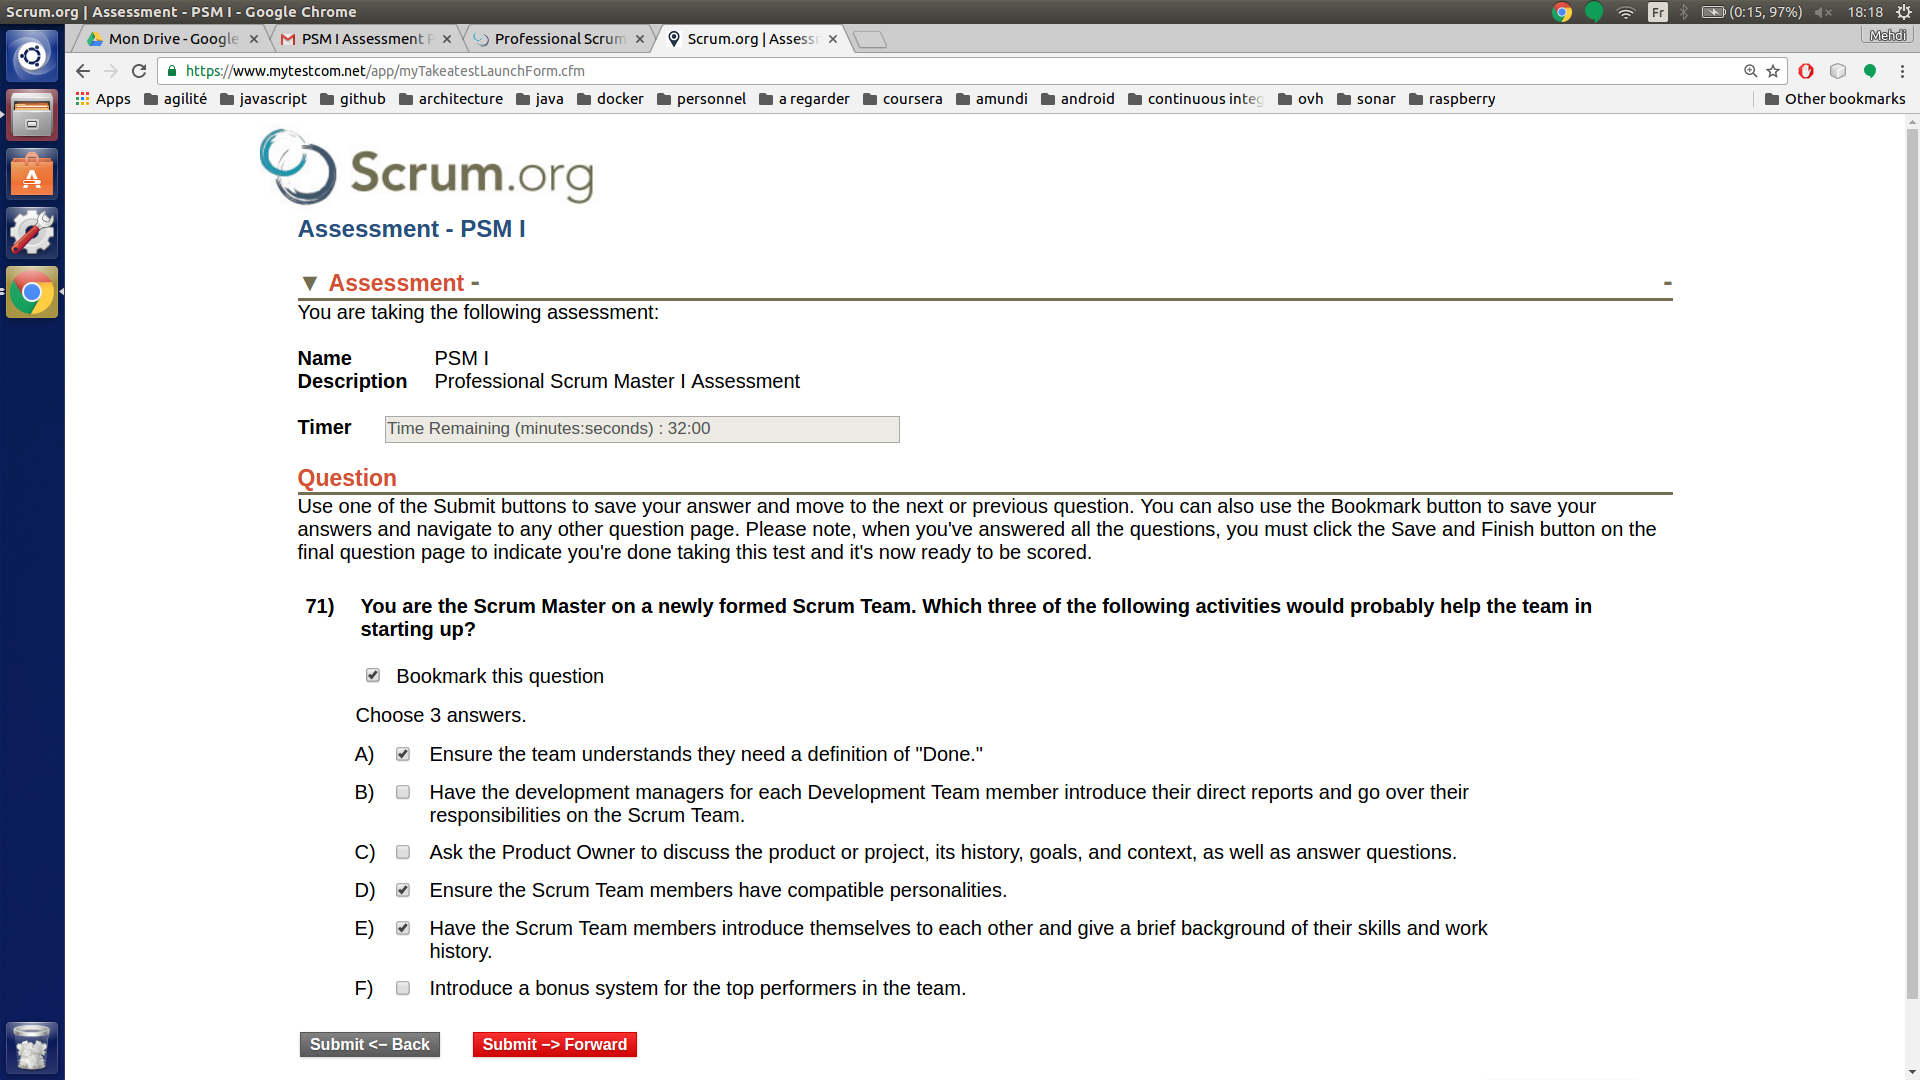 Scrum.org | Assessment - PSM I - Google Chrome
Fr
(0:15, 97%)
18:18
Mon Drive - Google
PSM I Assessment
Professional Scrum
Scrum.org | Assess
Mehdi
https://www.mytestcom.net/app/myTakeatestLaunchForm.cfm
Apps agilité javascript github architecture java docker personnel a regarder coursera amundi android continuous integ ovh sonar raspberry Other bookmarks
Scrum.org
Assessment - PSM I
▼ Assessment - -
You are taking the following assessment:
Name PSM I
Description Professional Scrum Master I Assessment
Timer Time Remaining (minutes:seconds) : 32:00
Question
Use one of the Submit buttons to save your answer and move to the next or previous question. You can also use the Bookmark button to save your
answers and navigate to any other question page. Please note, when you've answered all the questions, you must click the Save and Finish button on the
final question page to indicate you're done taking this test and it's now ready to be scored.
71) You are the Scrum Master on a newly formed Scrum Team. Which three of the following activities would probably help the team in
starting up?
Bookmark this question
Choose 3 answers.
A) Ensure the team understands they need a definition of "Done."
B) Have the development managers for each Development Team member introduce their direct reports and go over their
responsibilities on the Scrum Team.
C) Ask the Product Owner to discuss the product or project, its history, goals, and context, as well as answer questions.
D) Ensure the Scrum Team members have compatible personalities.
E) Have the Scrum Team members introduce themselves to each other and give a brief background of their skills and work
history.
F) Introduce a bonus system for the top performers in the team.
Submit <– Back Submit –> Forward